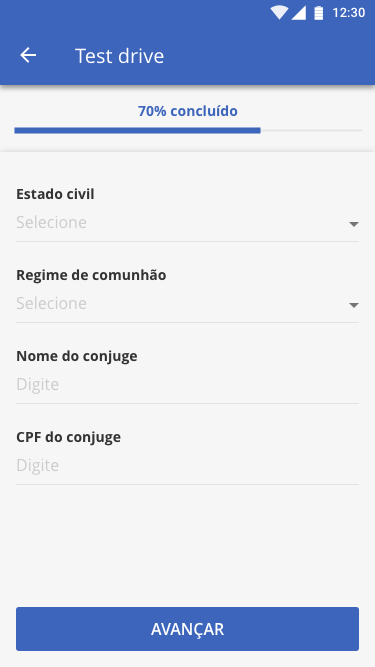 12:30
Test drive
70% concluído
Estado civil
Selecione
Regime de comunhão
Selecione
Nome do conjuge
Digite
CPF do conjuge
Digite
AVANÇAR